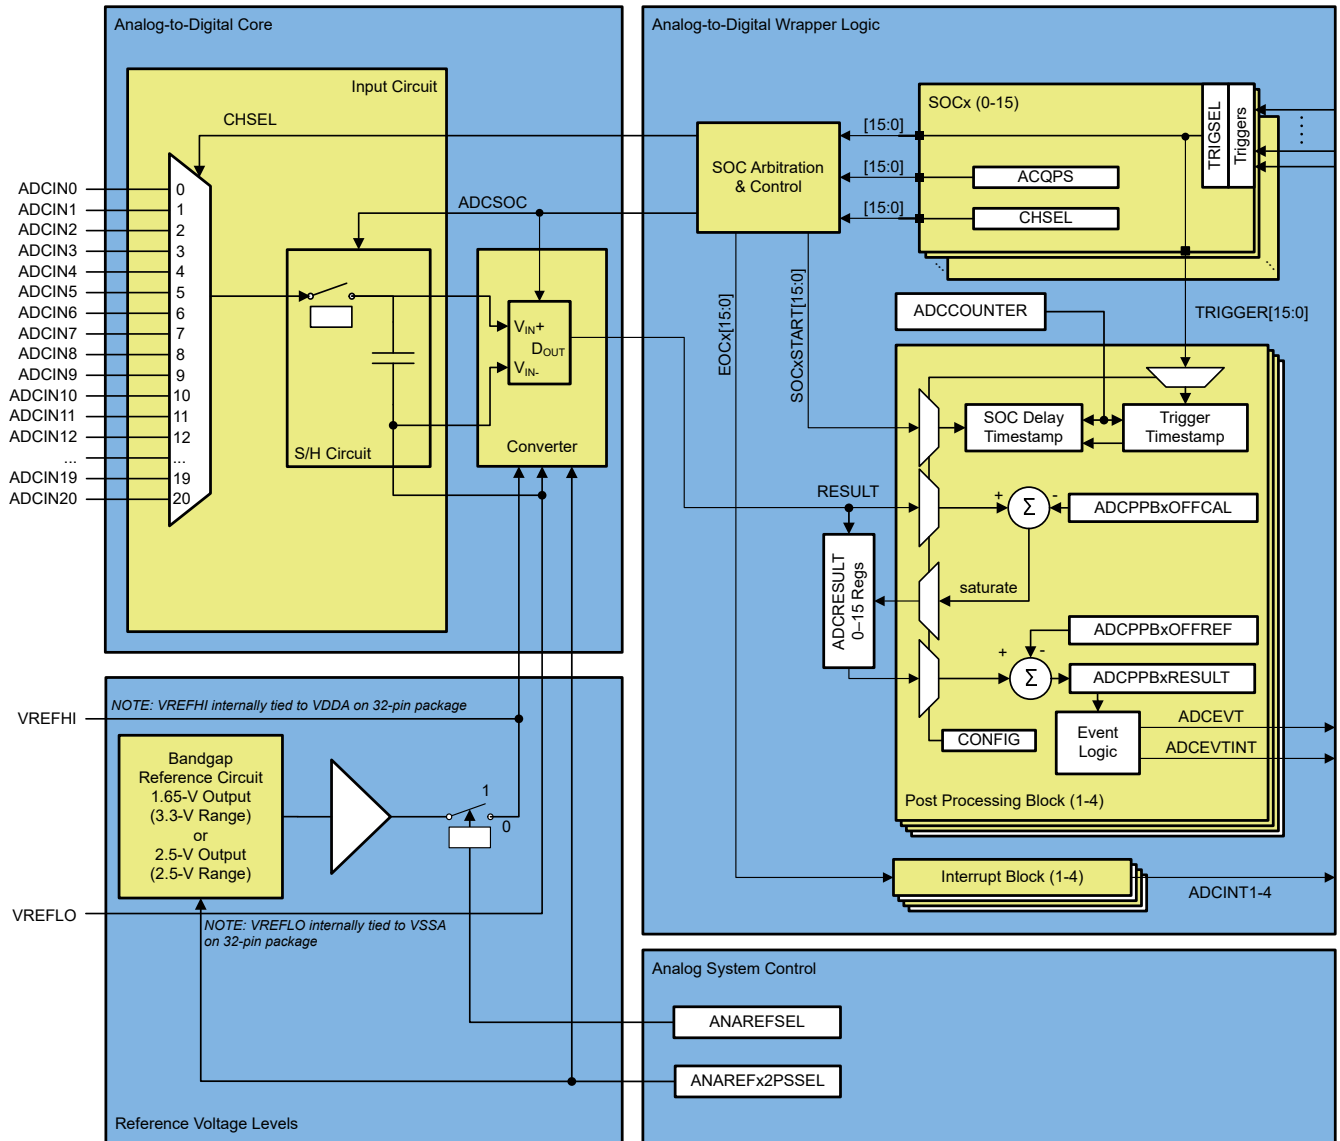 Analog-to-Digital Core
Input Circuit
CHSEL
ADCIN0
ADCIN1
ADCIN2
ADCIN3
ADCIN4
ADCIN5
ADCIN6
ADCIN7
ADCIN8
ADCIN9
ADCIN10
ADCIN11
ADCIN12
...
ADCIN19
ADCIN20
0
1
2
3
4
5
6
7
8
9
10
11
12
...
19
20
ADCSOC
S/H Circuit
VIN+
DOUT
VIN-
Converter
Analog-to-Digital Wrapper Logic
SOCx (0-15)
TRIGSEL
Triggers
[15:0]
[15:0]
[15:0]
ACQPS
CHSEL
SOC Arbitration
& Control
EOCx[15:0]
SOCxSTART[15:0]
ADCCOUNTER
TRIGGER[15:0]
SOC Delay
Timestamp
Trigger
Timestamp
RESULT
+
Σ
-
ADCPPBxOFFCAL
ADCRESULT
0–15 Regs
saturate
ADCPPBxOFFREF
+
-
Σ
ADCPPBxRESULT
CONFIG
Event
Logic
ADCEVT
ADCEVTINT
Post Processing Block (1-4)
Interrupt Block (1-4)
ADCINT1-4
VREFHI
NOTE: VREFHI internally tied to VDDA on 32-pin package
Bandgap
Reference Circuit
1.65-V Output
(3.3-V Range)
or
2.5-V Output
(2.5-V Range)
1
0
VREFLO
NOTE: VREFLO internally tied to VSSA
on 32-pin package
Reference Voltage Levels
Analog System Control
ANAREFSEL
ANAREFx2PSSEL